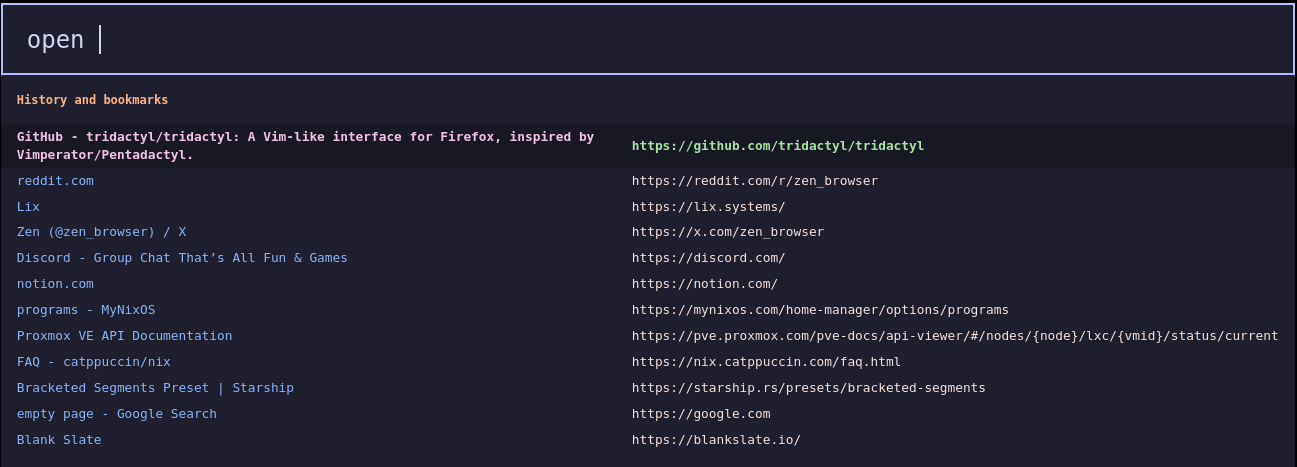 open
History and bookmarks
GitHub - tridactyl/tridactyl: A Vim-like interface for Firefox, inspired by
Vimperator/Pentadactyl.
https://github.com/tridactyl/tridactyl
reddit.com https://reddit.com/r/zen_browser
Lix https://lix.systems/
Zen (@zen_browser) / X https://x.com/zen_browser
Discord - Group Chat That’s All Fun & Games https://discord.com/
notion.com https://notion.com/
programs - MyNixOS https://mynixos.com/home-manager/options/programs
Proxmox VE API Documentation https://pve.proxmox.com/pve-docs/api-viewer/#/nodes/{node}/lxc/{vmid}/status/current
FAQ - catppuccin/nix https://nix.catppuccin.com/faq.html
Bracketed Segments Preset | Starship https://starship.rs/presets/bracketed-segments
empty page - Google Search https://google.com
Blank Slate https://blankslate.io/